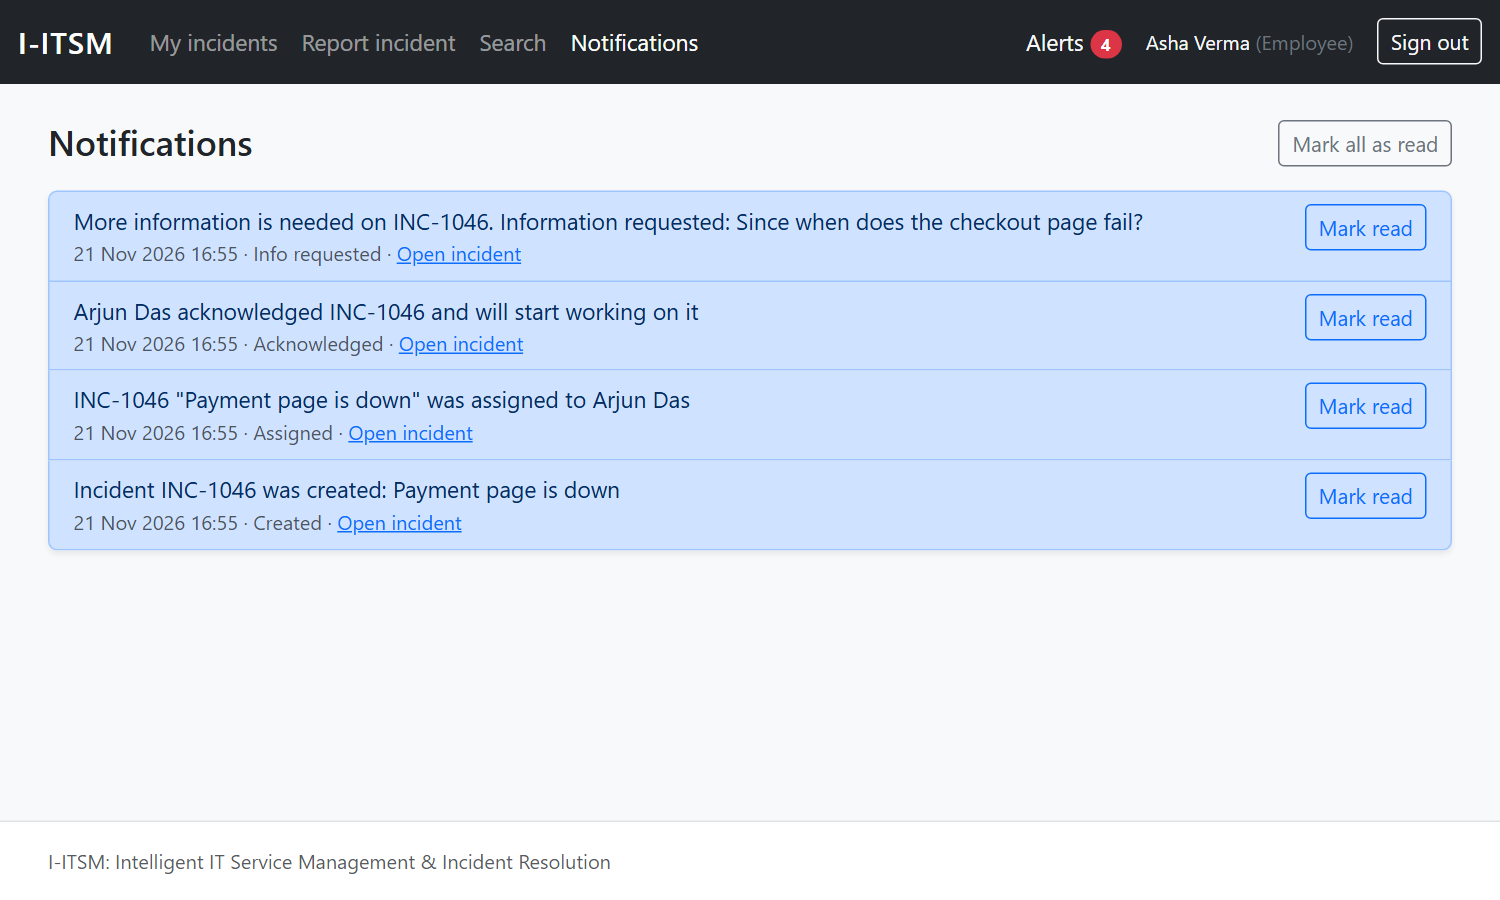 I-ITSM My incidents Report incident Search Notifications Alerts 4 Asha Verma (Employee) Sign out
Notifications Mark all as read
More information is needed on INC-1046. Information requested: Since when does the checkout page fail? Mark read
21 Nov 2026 16:55 · Info requested · Open incident
Arjun Das acknowledged INC-1046 and will start working on it Mark read
21 Nov 2026 16:55 · Acknowledged · Open incident
INC-1046 "Payment page is down" was assigned to Arjun Das Mark read
21 Nov 2026 16:55 · Assigned · Open incident
Incident INC-1046 was created: Payment page is down Mark read
21 Nov 2026 16:55 · Created · Open incident
I-ITSM: Intelligent IT Service Management & Incident Resolution